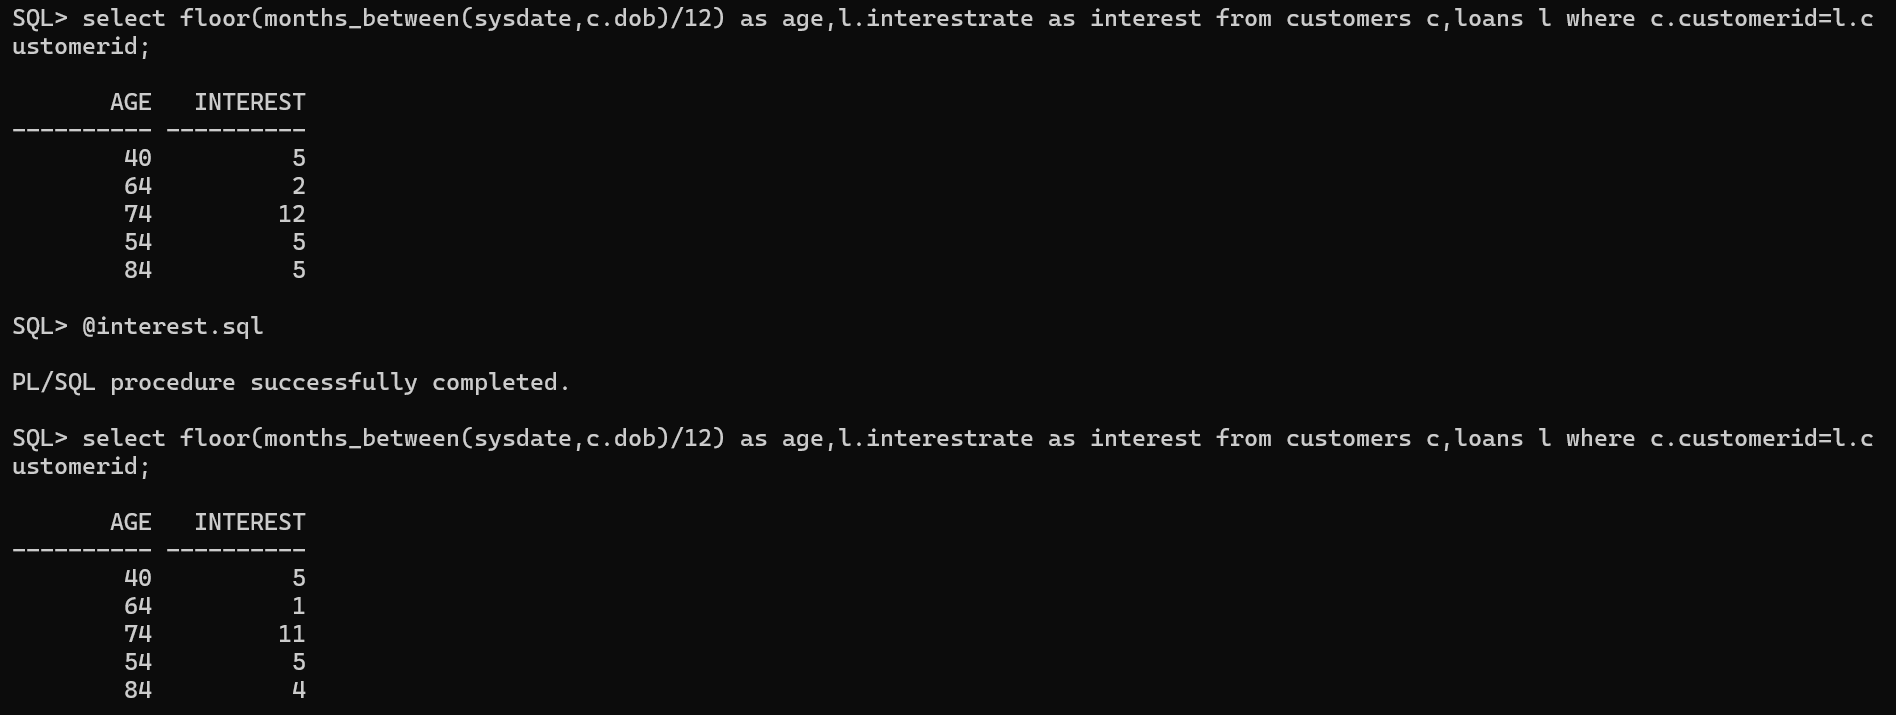 SQL> select floor(months_between(sysdate,c.dob)/12) as age,l.interestrate as interest from customers c,loans l where c.customerid=l.c
ustomerid;
       AGE   INTEREST
---------- ----------
        40          5
        64          2
        74         12
        54          5
        84          5
SQL> @interest.sql
PL/SQL procedure successfully completed.
SQL> select floor(months_between(sysdate,c.dob)/12) as age,l.interestrate as interest from customers c,loans l where c.customerid=l.c
ustomerid;
       AGE   INTEREST
---------- ----------
        40          5
        64          1
        74         11
        54          5
        84          4